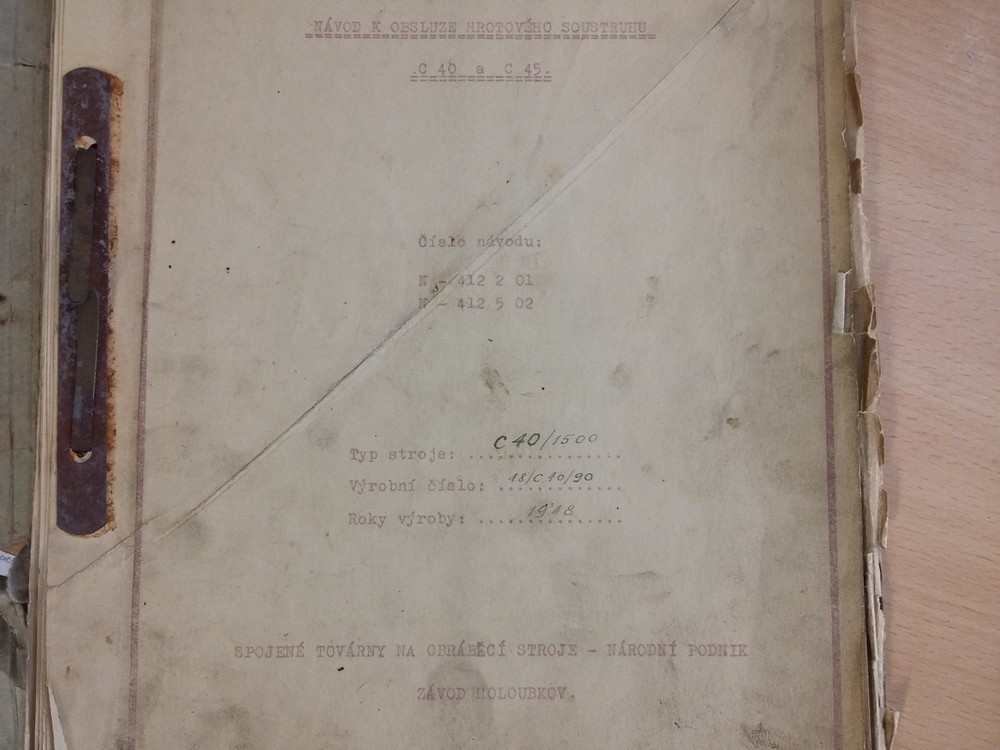 NÁVOD K OBSLUZE HROTOVÉHO SOUSTRUHU
C 40 a C 45.
Číslo návodu:
N - 412 2 01
N - 412 5 02
Typ stroje: C 40/1500
Výrobní číslo: 18/C 40/90
Roky výroby: 1948
SPOJENÉ TOVÁRNY NA OBRÁBĚCÍ STROJE - NÁRODNÍ PODNIK
ZÁVOD HOLOUBKOV.